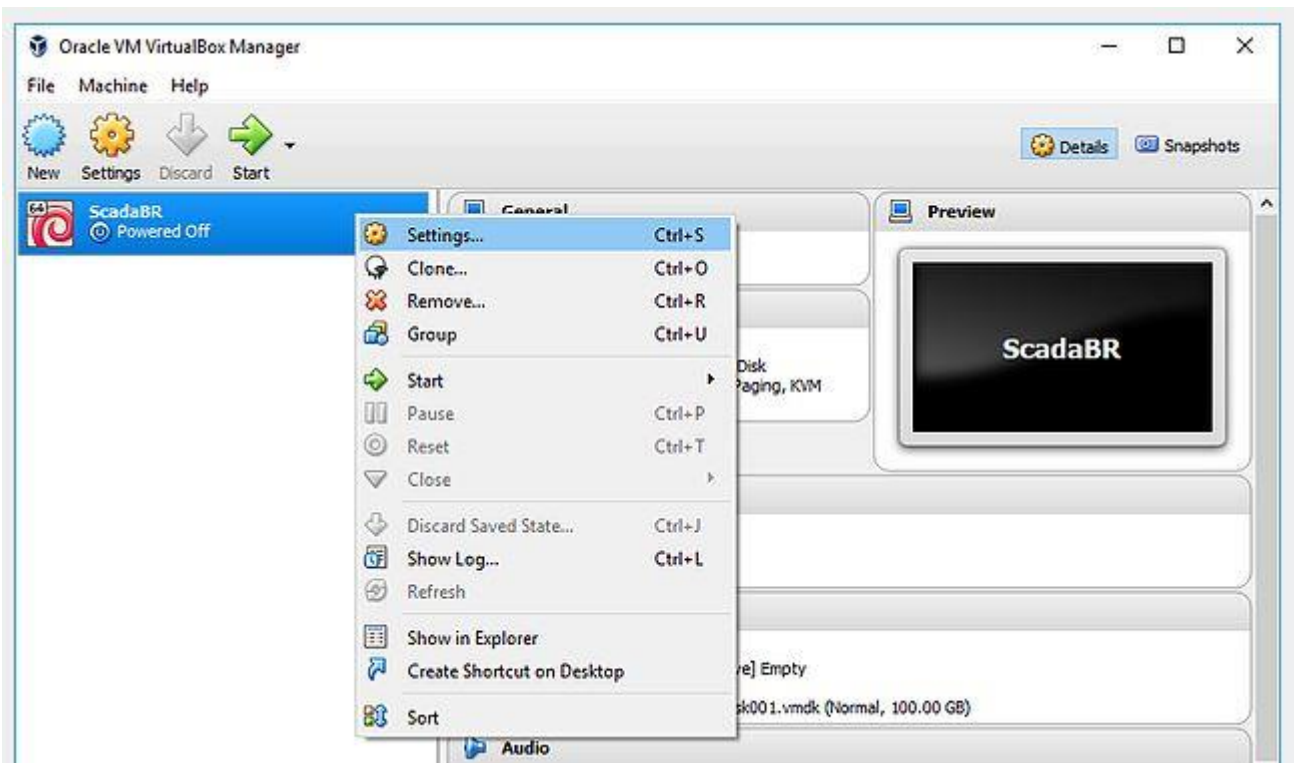 Oracle VM VirtualBox Manager
File Machine Help
New Settings Discard Start
Details Snapshots
64 ScadaBR
Powered Off
General
Preview
Settings... Ctrl+S
Clone... Ctrl+O
Remove... Ctrl+R
Group Ctrl+U
ScadaBR
Disk
Start
Paging, KVM
Pause Ctrl+P
Reset Ctrl+T
Close
Discard Saved State... Ctrl+J
Show Log... Ctrl+L
Refresh
Show in Explorer
Create Shortcut on Desktop
Empty
Sort
sk001.vmdk (Normal, 100.00 GB)
Audio